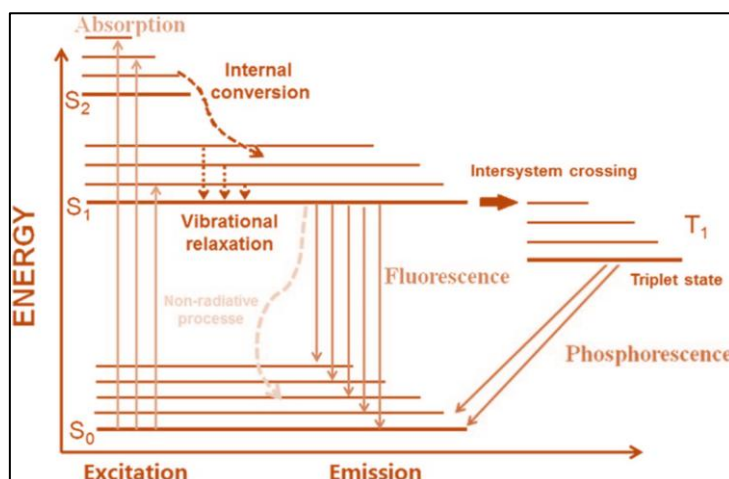 Absorption
Internal
conversion
S2
Intersystem crossing
S1
Vibrational
relaxation
T1
Fluorescence
Triplet state
Non-radiative
processe
Phosphorescence
ENERGY
S0
Excitation
Emission